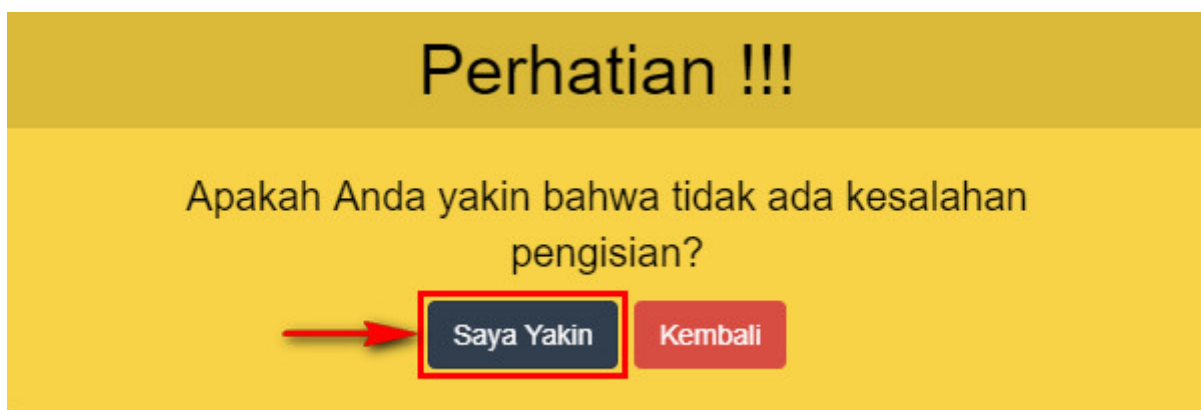 Perhatian !!!
Apakah Anda yakin bahwa tidak ada kesalahan
pengisian?
Saya Yakin
Kembali